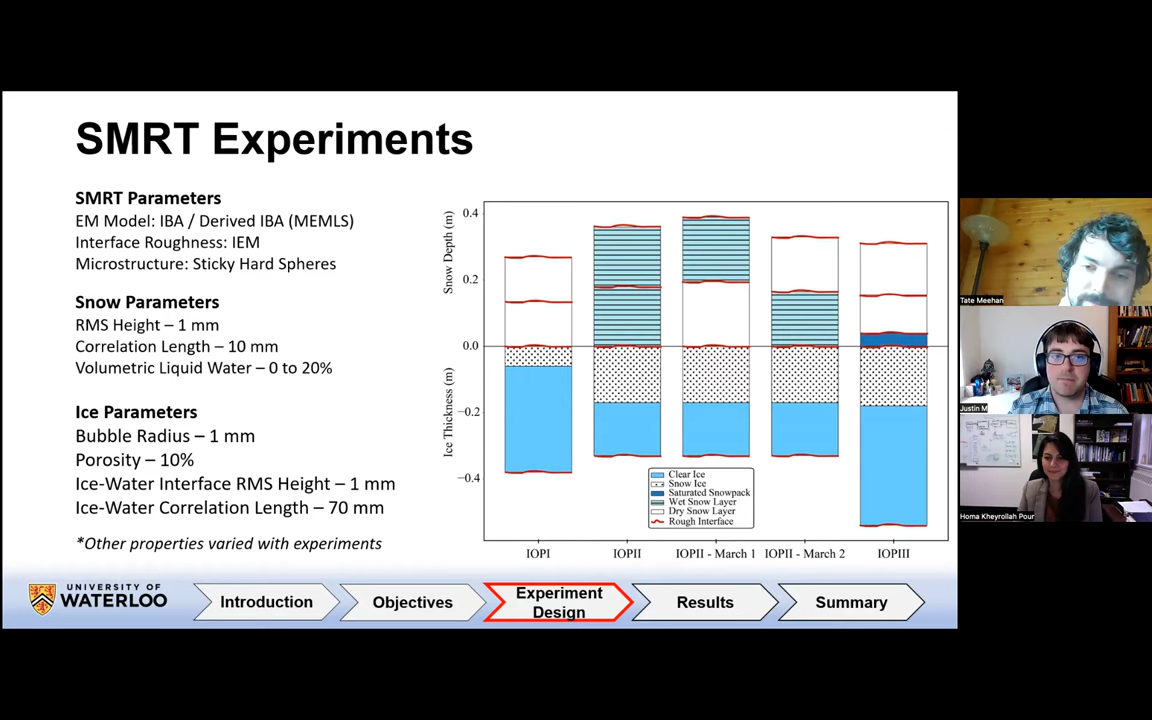 SMRT Experiments
SMRT Parameters
EM Model: IBA / Derived IBA (MEMLS)
Interface Roughness: IEM
Microstructure: Sticky Hard Spheres
Snow Parameters
RMS Height – 1 mm
Correlation Length – 10 mm
Volumetric Liquid Water – 0 to 20%
Ice Parameters
Bubble Radius – 1 mm
Porosity – 10%
Ice-Water Interface RMS Height – 1 mm
Ice-Water Correlation Length – 70 mm
*Other properties varied with experiments
Snow Depth (m)
Ice Thickness (m)
0.4
0.2
0.0
−0.2
−0.4
Clear Ice
Snow Ice
Saturated Snowpack
Wet Snow Layer
Dry Snow Layer
Rough Interface
IOPI
IOPII
IOPII - March 1
IOPII - March 2
IOPIII
UNIVERSITY OF
WATERLOO
Introduction
Objectives
Experiment
Design
Results
Summary
Tate Meehan
Justin M
Homa Kheyrollah Pour